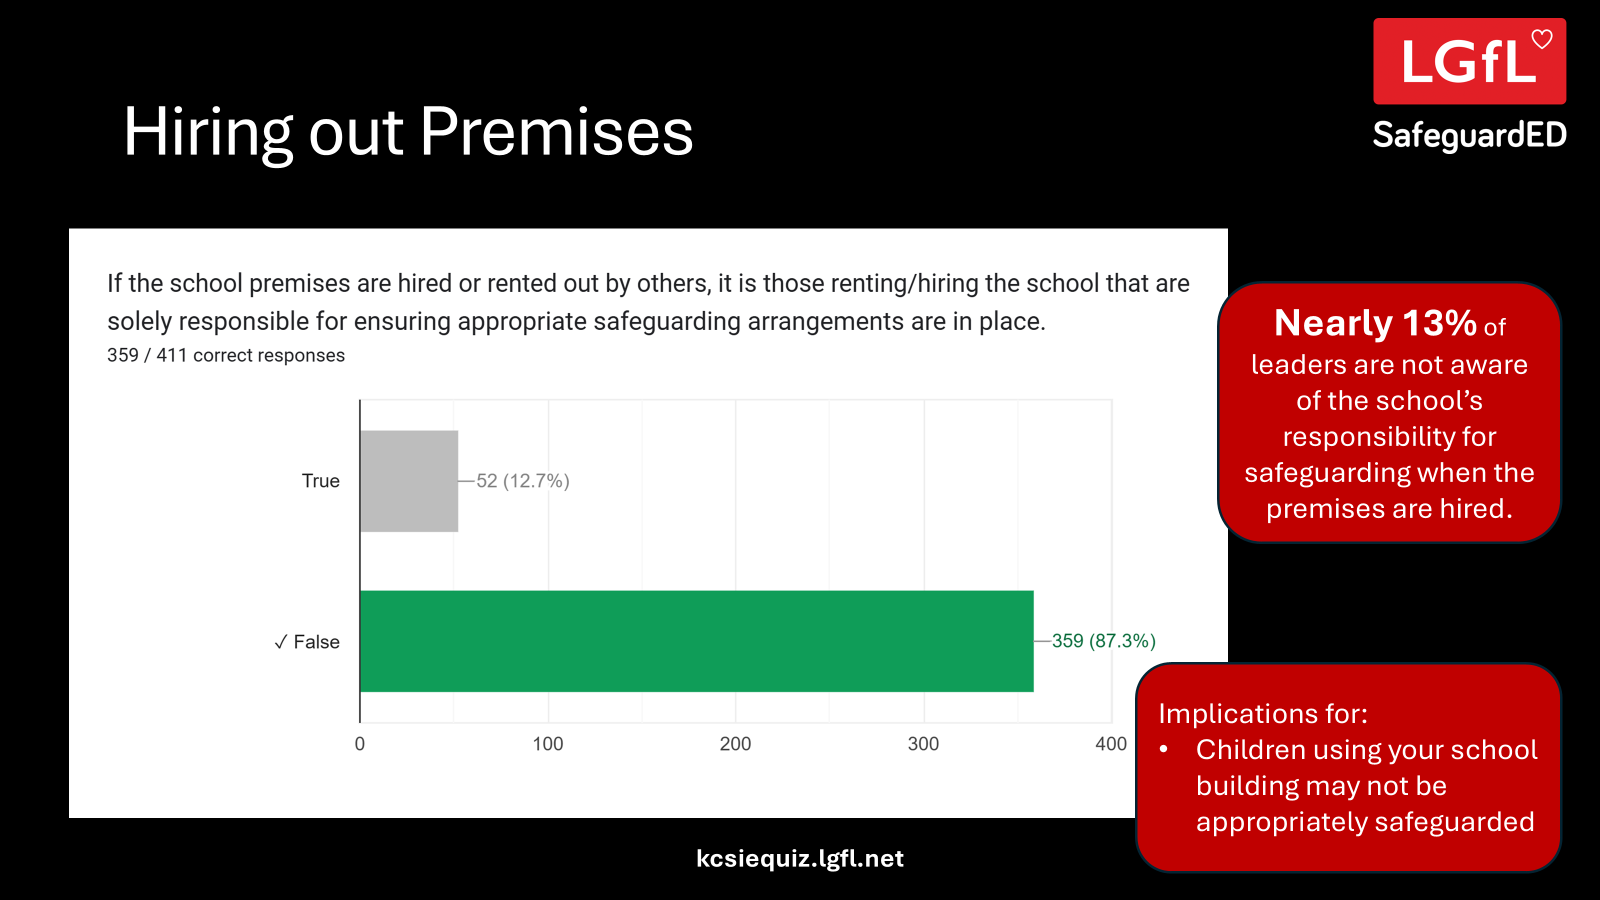 LGfL
SafeguardED
Hiring out Premises
If the school premises are hired or rented out by others, it is those renting/hiring the school that are
solely responsible for ensuring appropriate safeguarding arrangements are in place.
359 / 411 correct responses
True
52 (12.7%)
✓ False
359 (87.3%)
0
100
200
300
400
Nearly 13% of
leaders are not aware
of the school’s
responsibility for
safeguarding when the
premises are hired.
Implications for:
• Children using your school
building may not be
appropriately safeguarded
kcsiequiz.lgfl.net